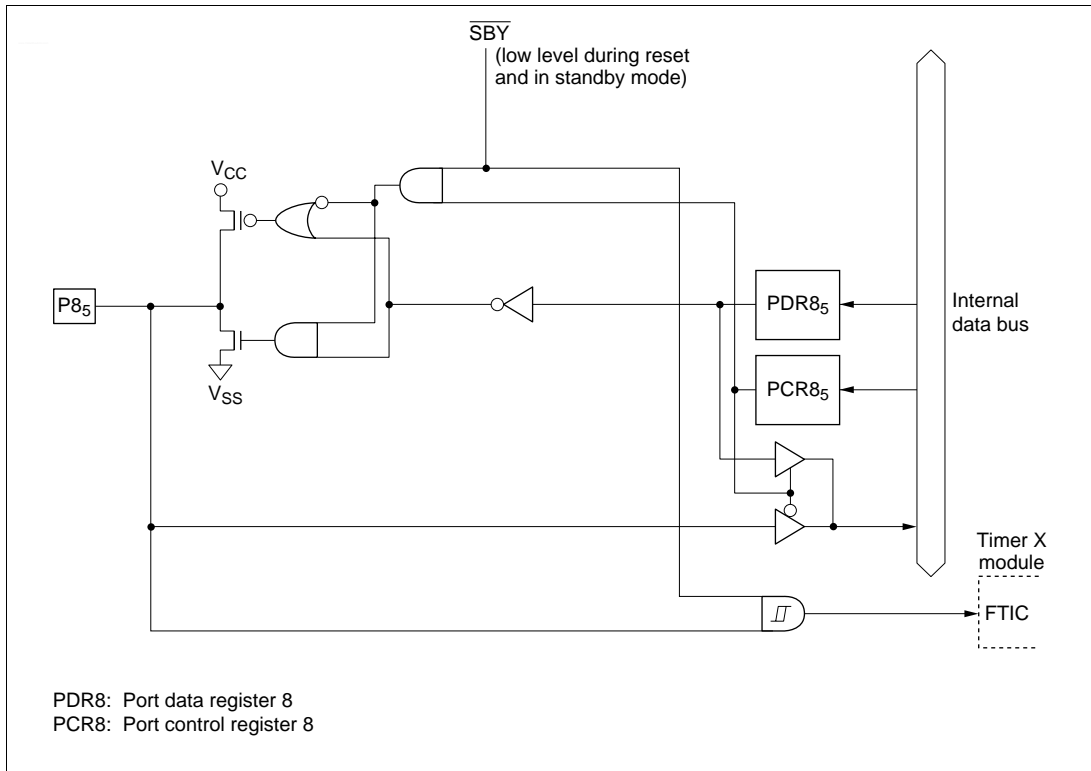 SBY
(low level during reset
and in standby mode)
VCC
P85
VSS
PDR85
PCR85
Internal
data bus
Timer X
module
FTIC
PDR8: Port data register 8
PCR8: Port control register 8